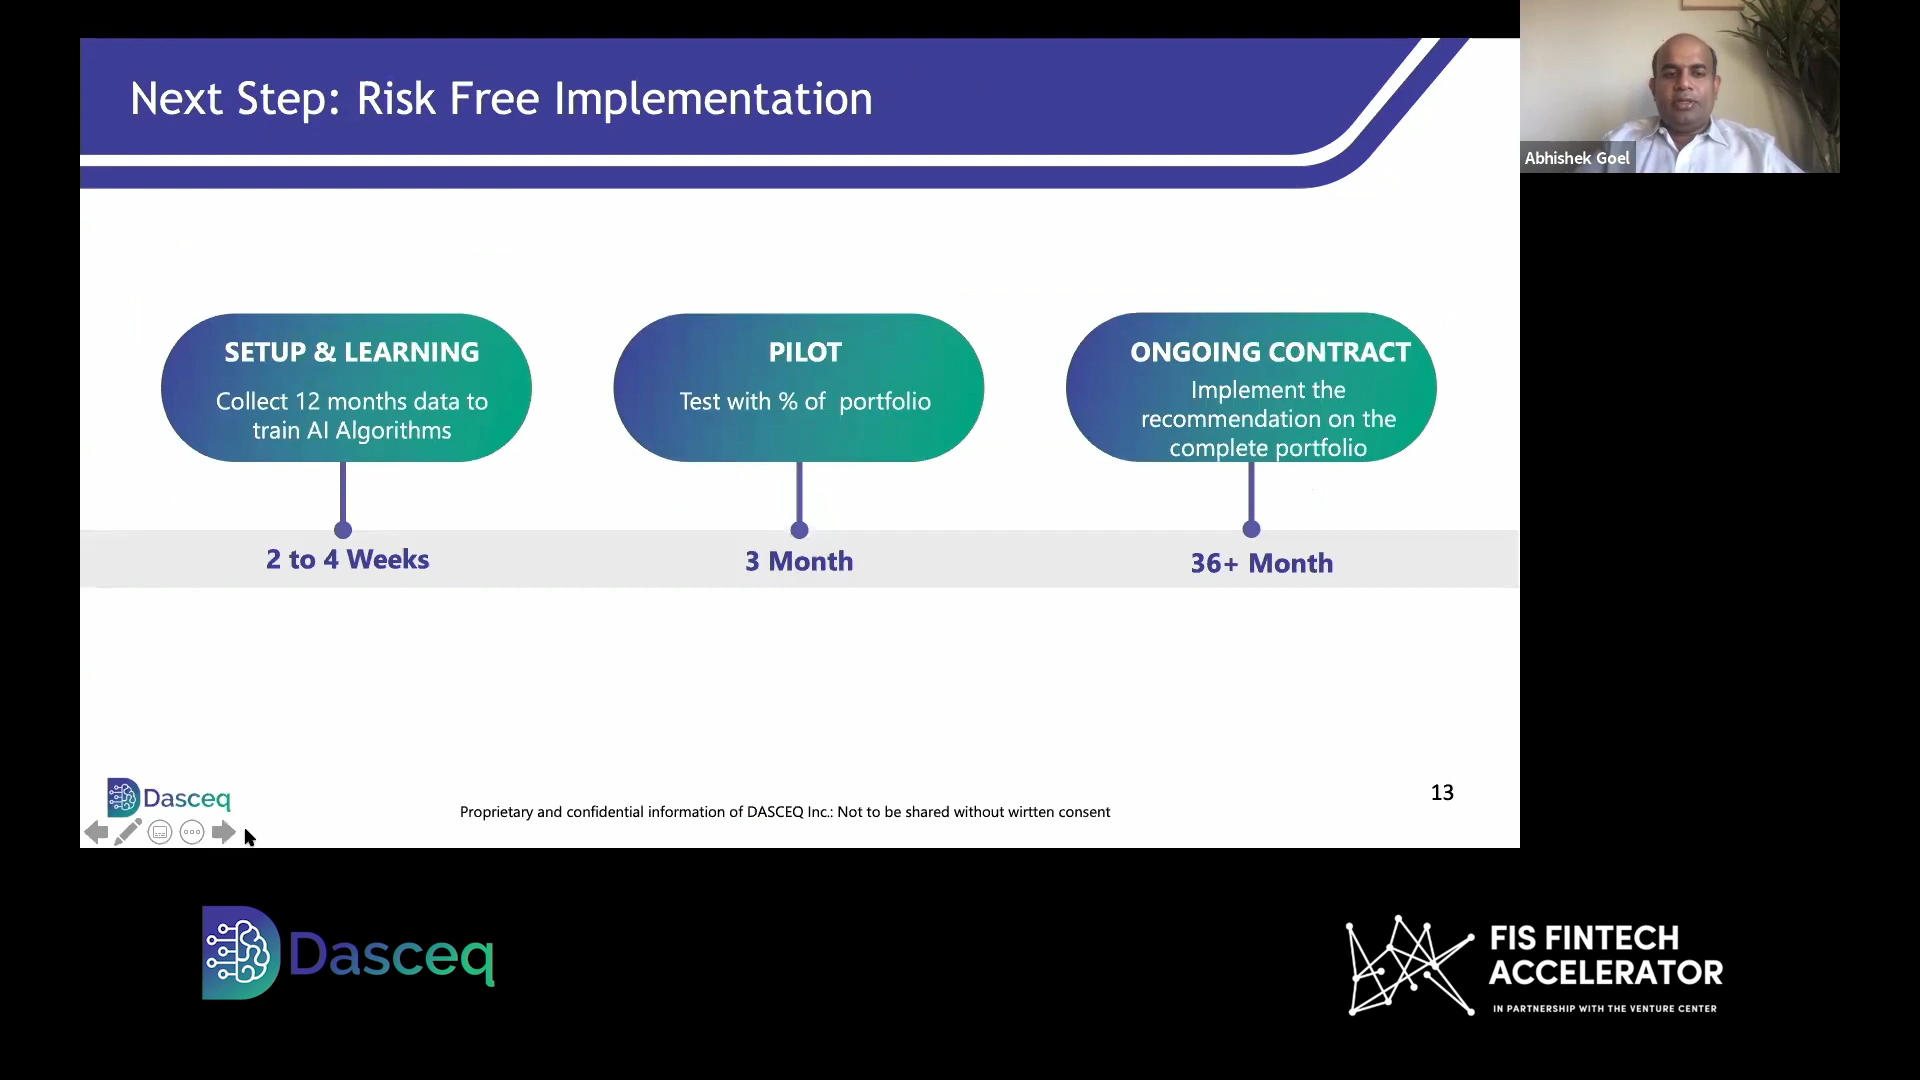 Next Step: Risk Free Implementation
Abhishek Goel
SETUP & LEARNING
Collect 12 months data to
train AI Algorithms
2 to 4 Weeks
PILOT
Test with % of portfolio
3 Month
ONGOING CONTRACT
Implement the
recommendation on the
complete portfolio
36+ Month
Dasceq
Proprietary and confidential information of DASCEQ Inc.: Not to be shared without wirtten consent
13
Dasceq
FIS FINTECH
ACCELERATOR
IN PARTNERSHIP WITH THE VENTURE CENTER